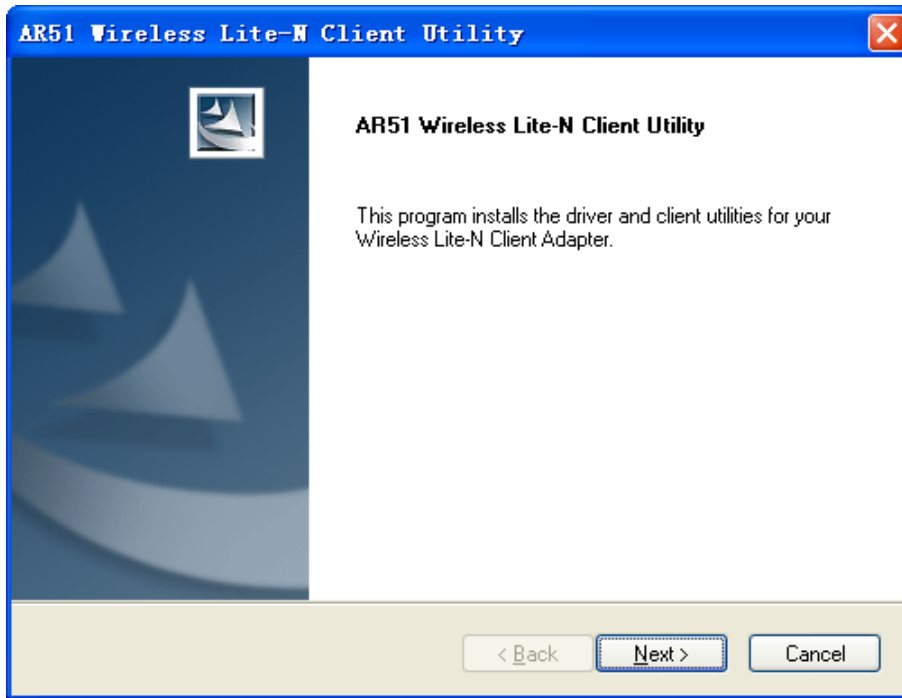 AR51 Wireless Lite-N Client Utility
AR51 Wireless Lite-N Client Utility
This program installs the driver and client utilities for your
Wireless Lite-N Client Adapter.
< Back Next > Cancel